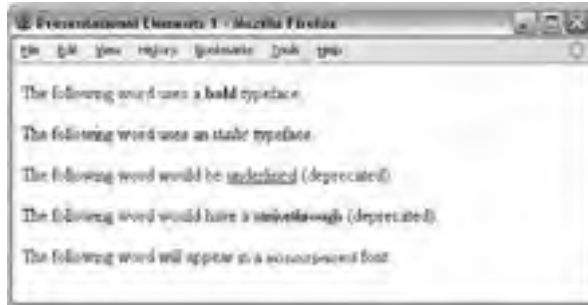 Presentational Elements 1 - Mozilla Firefox
File Edit View History Bookmarks Tools Help
The following word uses a bold typeface
The following word uses an italic typeface
The following word would be underlined (deprecated)
The following word would have a strikethrough (deprecated)
The following word will appear in a monospaced font